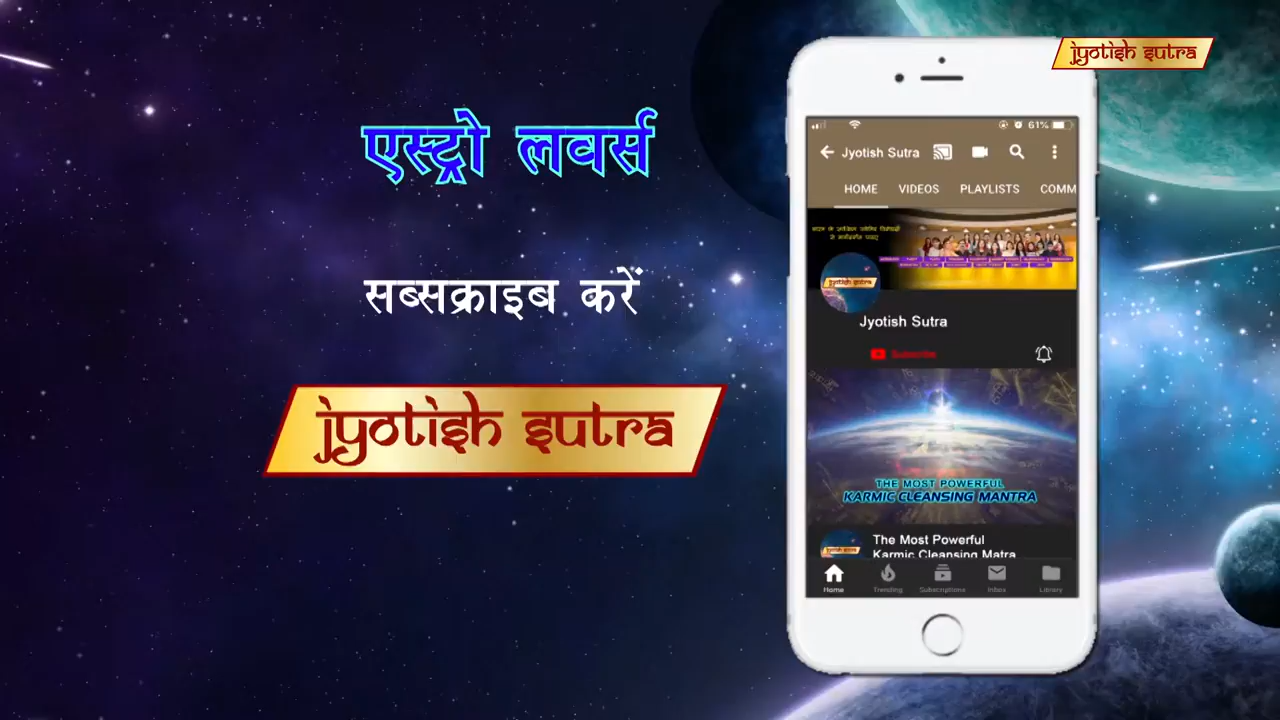 एस्ट्रो लवर्स
सब्सक्राइब करें
Jyotish Sutra
Jyotish Sutra
61%
Jyotish Sutra
HOME VIDEOS PLAYLISTS COMM
Jyotish Sutra
Subscribe
THE MOST POWERFUL
KARMIC CLEANSING MANTRA
The Most Powerful
Karmic Cleansing Matra
Home Trending Subscriptions Inbox Library